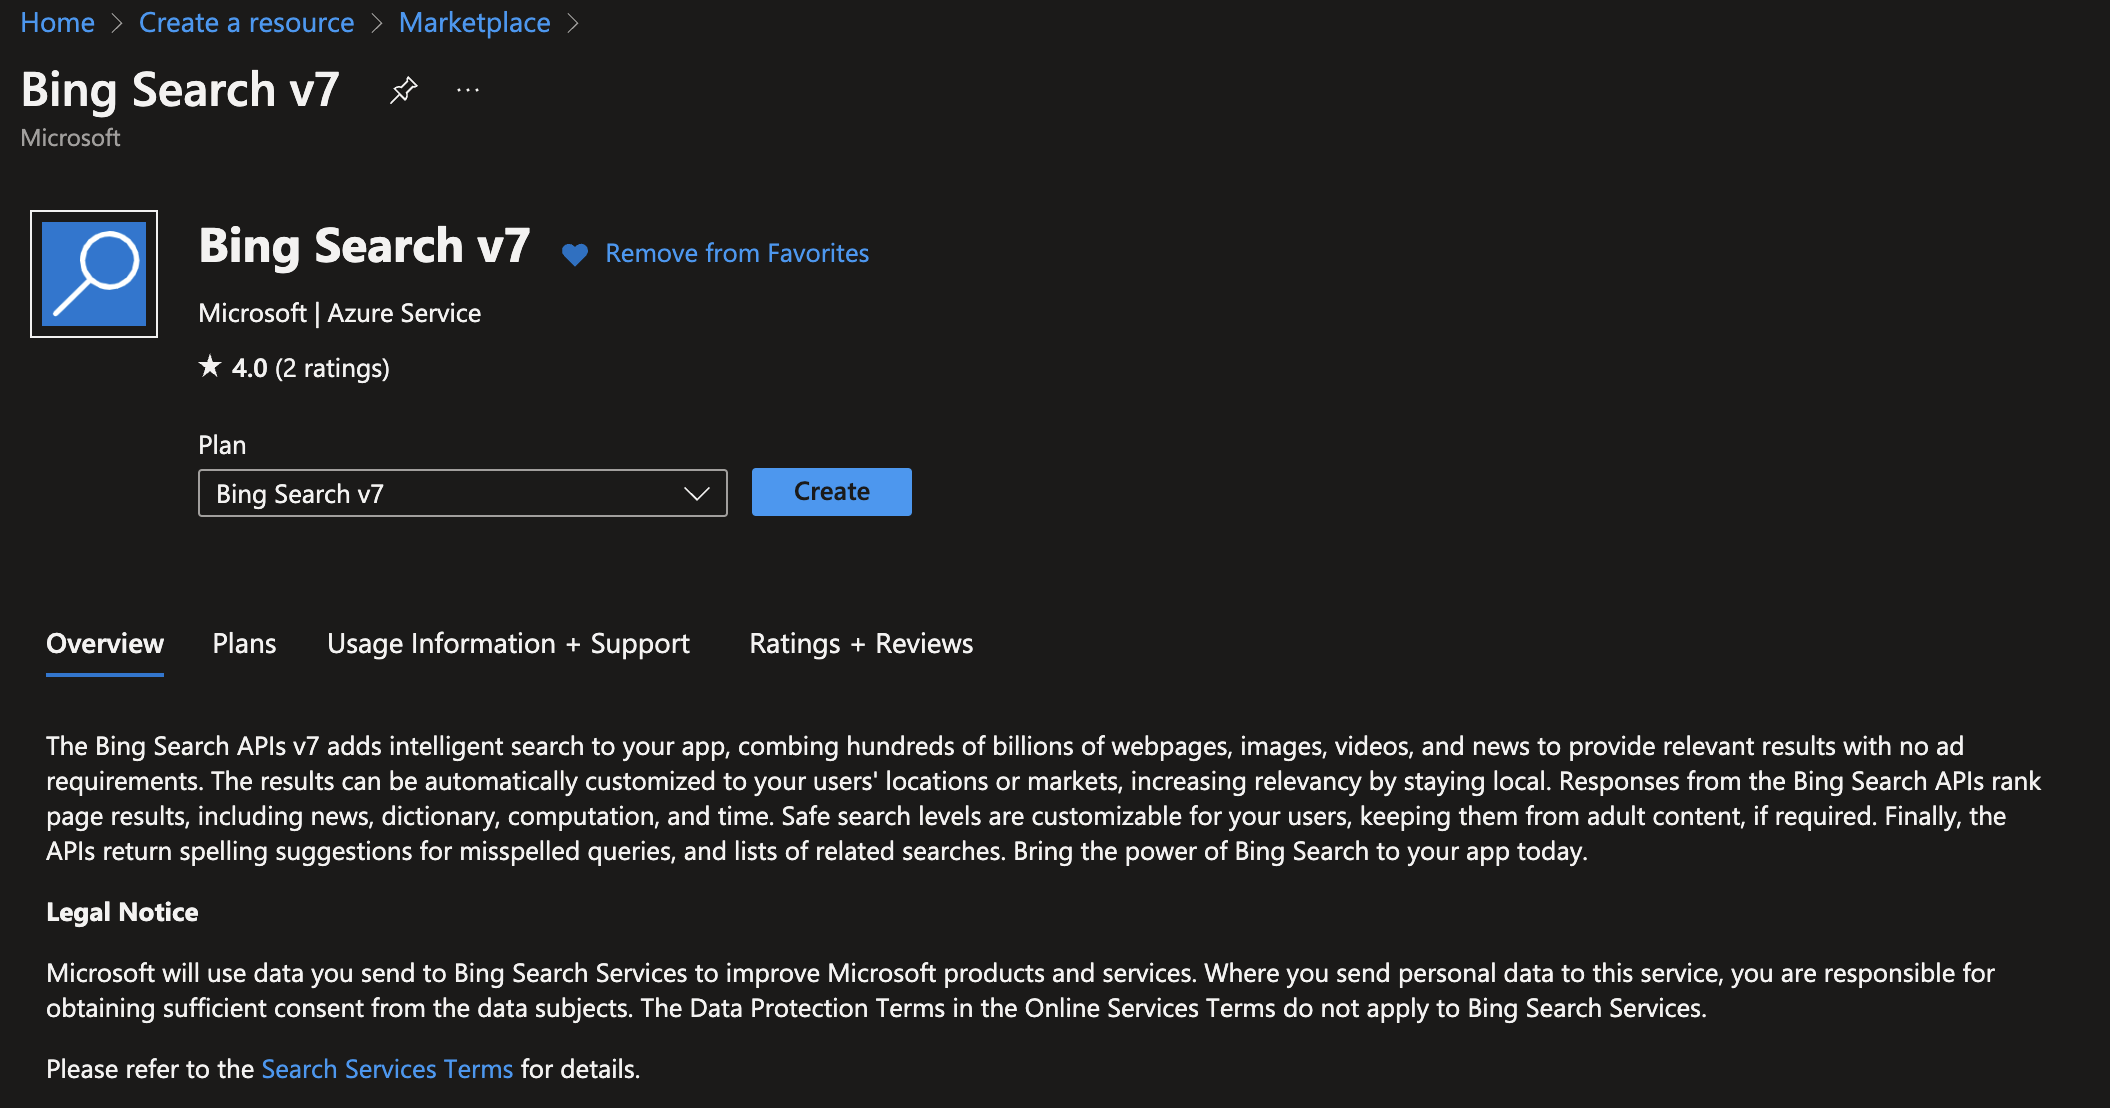 Home > Create a resource > Marketplace >
Bing Search v7 ...
Microsoft
Bing Search v7 Remove from Favorites
Microsoft | Azure Service
★ 4.0 (2 ratings)
Plan
Bing Search v7 Create
Overview Plans Usage Information + Support Ratings + Reviews
The Bing Search APIs v7 adds intelligent search to your app, combing hundreds of billions of webpages, images, videos, and news to provide relevant results with no ad
requirements. The results can be automatically customized to your users' locations or markets, increasing relevancy by staying local. Responses from the Bing Search APIs rank
page results, including news, dictionary, computation, and time. Safe search levels are customizable for your users, keeping them from adult content, if required. Finally, the
APIs return spelling suggestions for misspelled queries, and lists of related searches. Bring the power of Bing Search to your app today.
Legal Notice
Microsoft will use data you send to Bing Search Services to improve Microsoft products and services. Where you send personal data to this service, you are responsible for
obtaining sufficient consent from the data subjects. The Data Protection Terms in the Online Services Terms do not apply to Bing Search Services.
Please refer to the Search Services Terms for details.